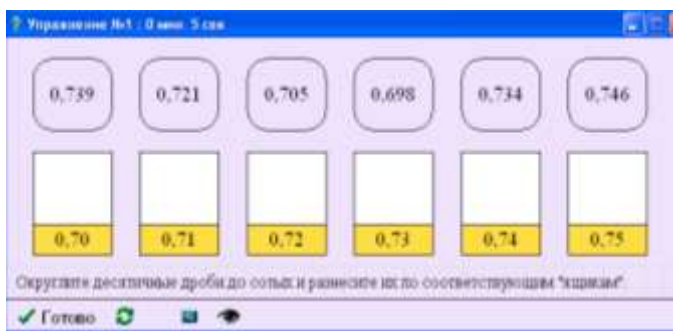 Упражнение №1 : 0 мин. 5 сек
0,739 0,721 0,705 0,698 0,734 0,746
0,70 0,71 0,72 0,73 0,74 0,75
Округлите десятичные дроби до сотых и разнесите их по соответствующим "ящикам".
Готово